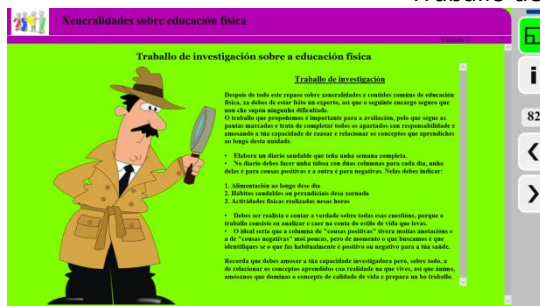 Xeneralidades sobre educación física
Unidade 1
Traballo de investigación sobre a educación física
Traballo de investigación
Despois de todo este repaso sobre xeneralidades e contidos comúns de educación
física, xa debes de estar feito un experto, así que o seguinte encargo seguro que
non che supón ningunha dificultade.
O traballo que propoñemos é importante para a avaliación, polo que segue as
pautas marcadas e trata de completar todos os apartados con responsabilidade e
amosando a túa capacidade de razoar e relacionar os conceptos que aprendiches
ao longo desta unidade.
• Elabora un diario saudable que teña unha semana completa.
• No diario debes facer unha táboa con dúas columnas para cada día, unha
delas é para cousas positivas e a outra é para negativas. Nelas debes indicar:
1. Alimentación ao longo dese día
2. Hábitos saudables ou prexudiciais desa xornada
3. Actividades físicas realizadas nesas horas
• Debes ser realista e contar a verdade sobre todas esas cuestións, porque o
traballo consiste en analizar e caer na conta do estilo de vida que levas.
• O ideal sería que a columna de "cousas positivas" tivera moitas anotacións e
a de "cousas negativas" moi poucas, pero de momento o que buscamos é que
identifiques se o que fas habitualmente é positivo ou negativo para a túa saúde.
Recorda que debes amosar a túa capacidade investigadora pero, sobre todo, a
de relacionar os conceptos aprendidos coa realidade na que vives, así que ánimo,
amósanos que dominas o concepto de calidade de vida e prepara un bo traballo.
82